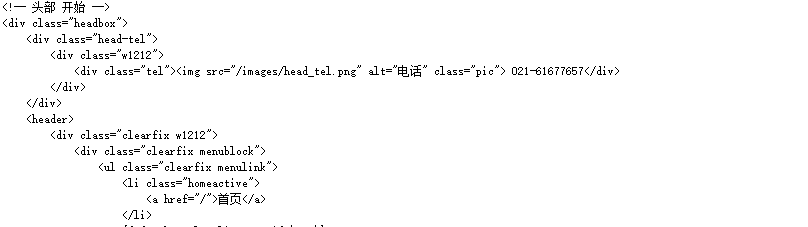 <!-- 头部 开始 -->
<div class="headbox">
<div class="head-tel">
<div class="w1212">
<div class="tel"><img src="/images/head_tel.png" alt="电话" class="pic"> 021-61677657</div>
</div>
</div>
<header>
<div class="clearfix w1212">
<div class="clearfix menublock">
<ul class="clearfix menulink">
<li class="homeactive">
<a href="/">首页</a>
</li>